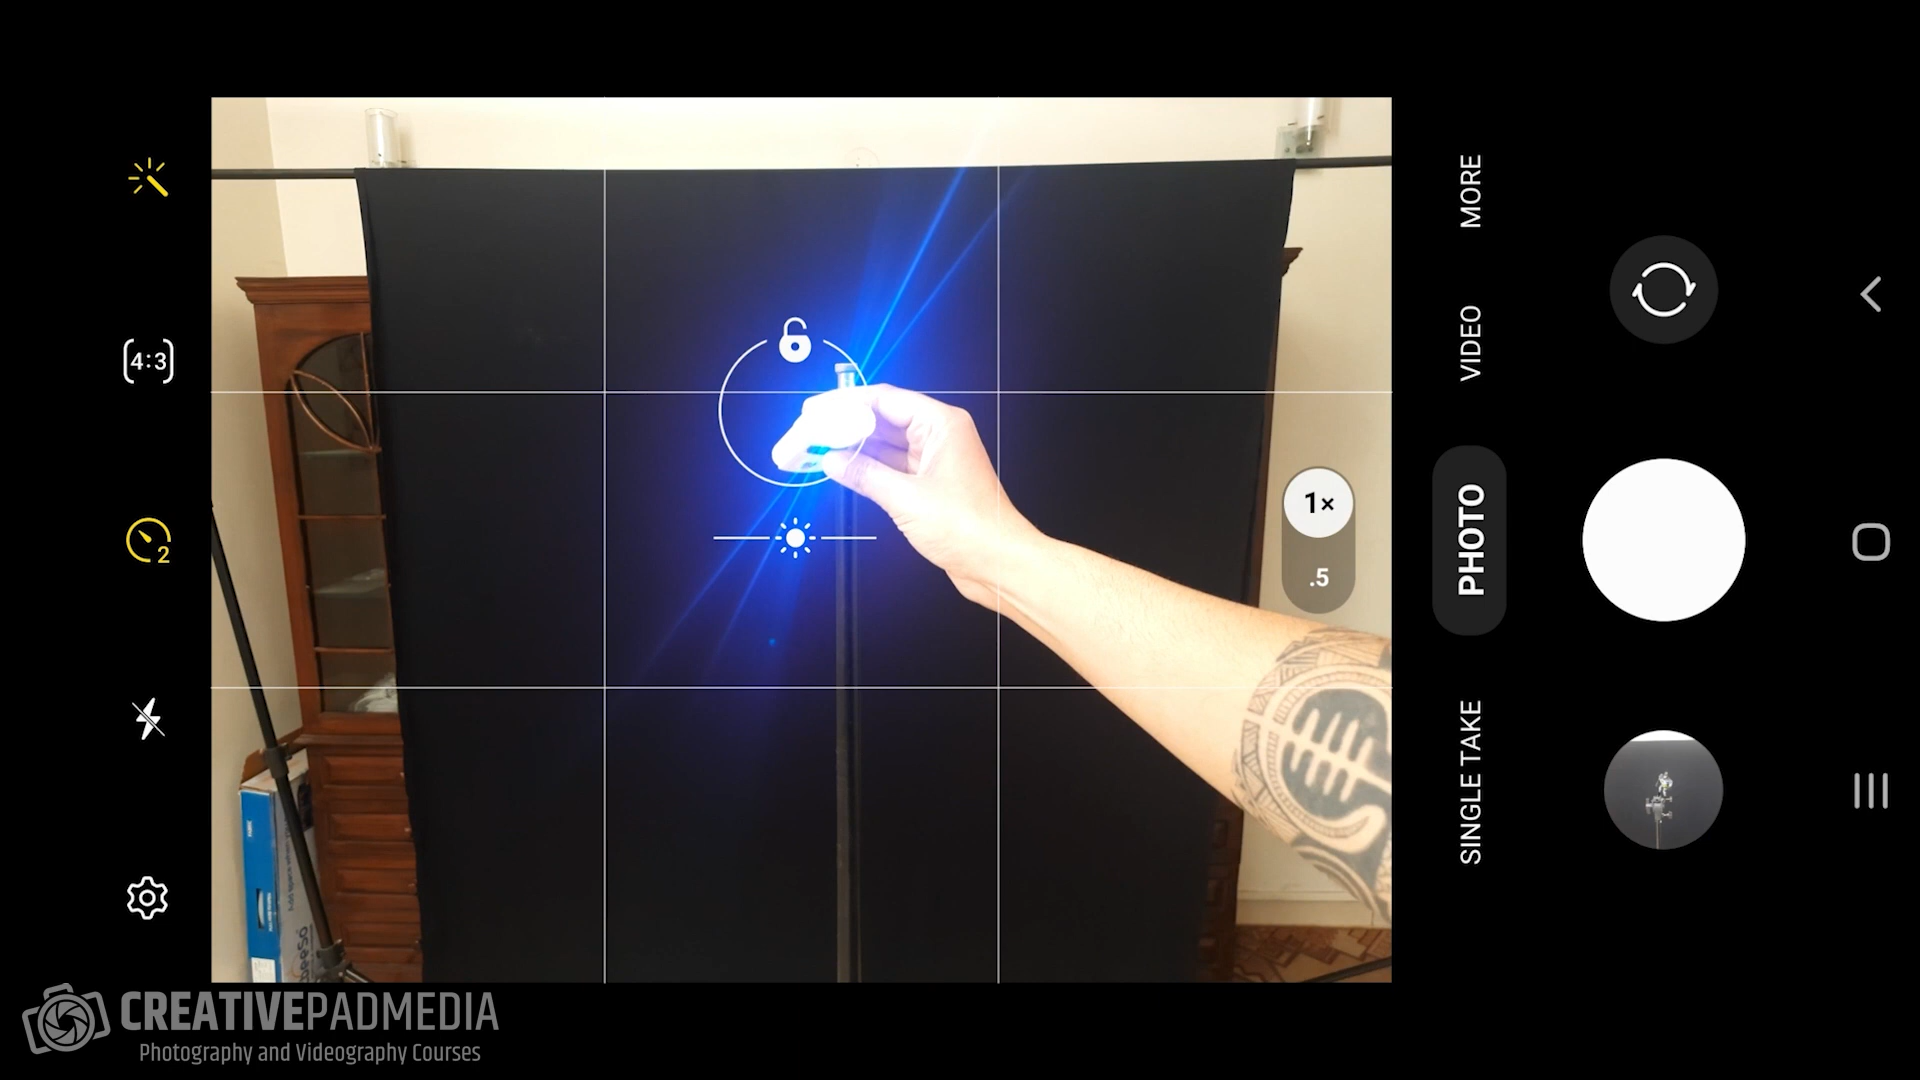 4:3
2
1×
.5
MORE
VIDEO
PHOTO
SINGLE TAKE
CREATIVEPADMEDIA
Photography and Videography Courses